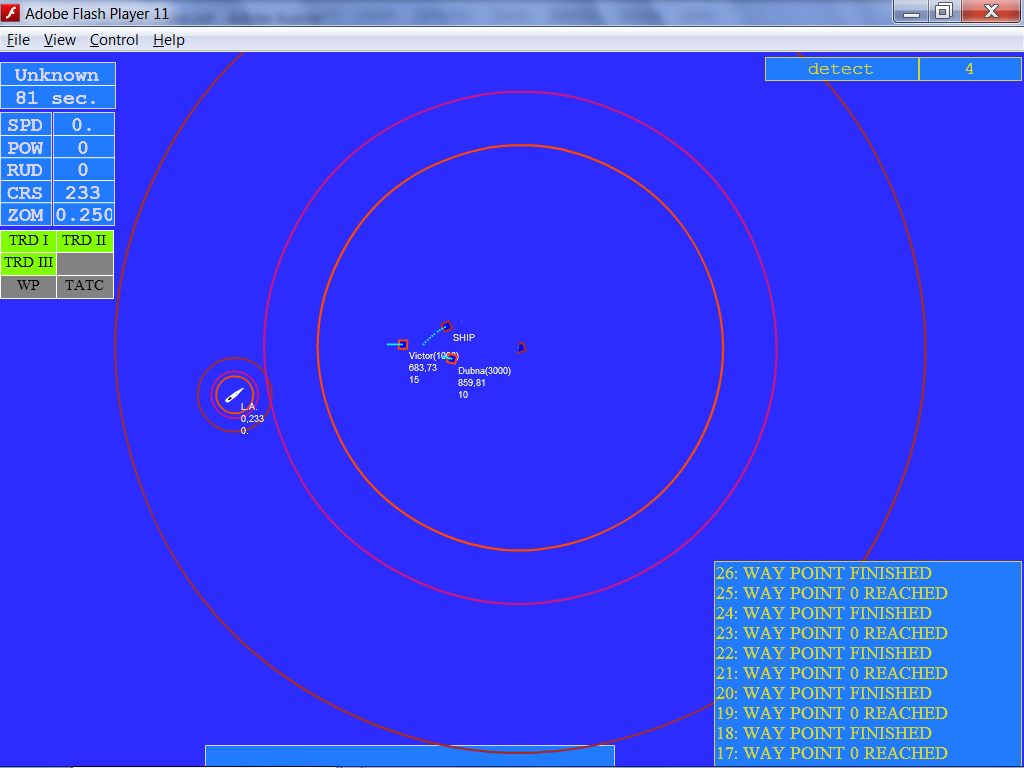 Adobe Flash Player 11
File View Control Help
Unknown
81 sec.
SPD 0.
POW 0
RUD 0
CRS 233
ZOM 0.250
TRD I TRD II
TRD III
WP TATC
detect 4
SHIP
683,73
15
Dubna(3000)
859,81
10
L.A.
0,233
0.
26: WAY POINT FINISHED
25: WAY POINT 0 REACHED
24: WAY POINT FINISHED
23: WAY POINT 0 REACHED
22: WAY POINT FINISHED
21: WAY POINT 0 REACHED
20: WAY POINT FINISHED
19: WAY POINT 0 REACHED
18: WAY POINT FINISHED
17: WAY POINT 0 REACHED